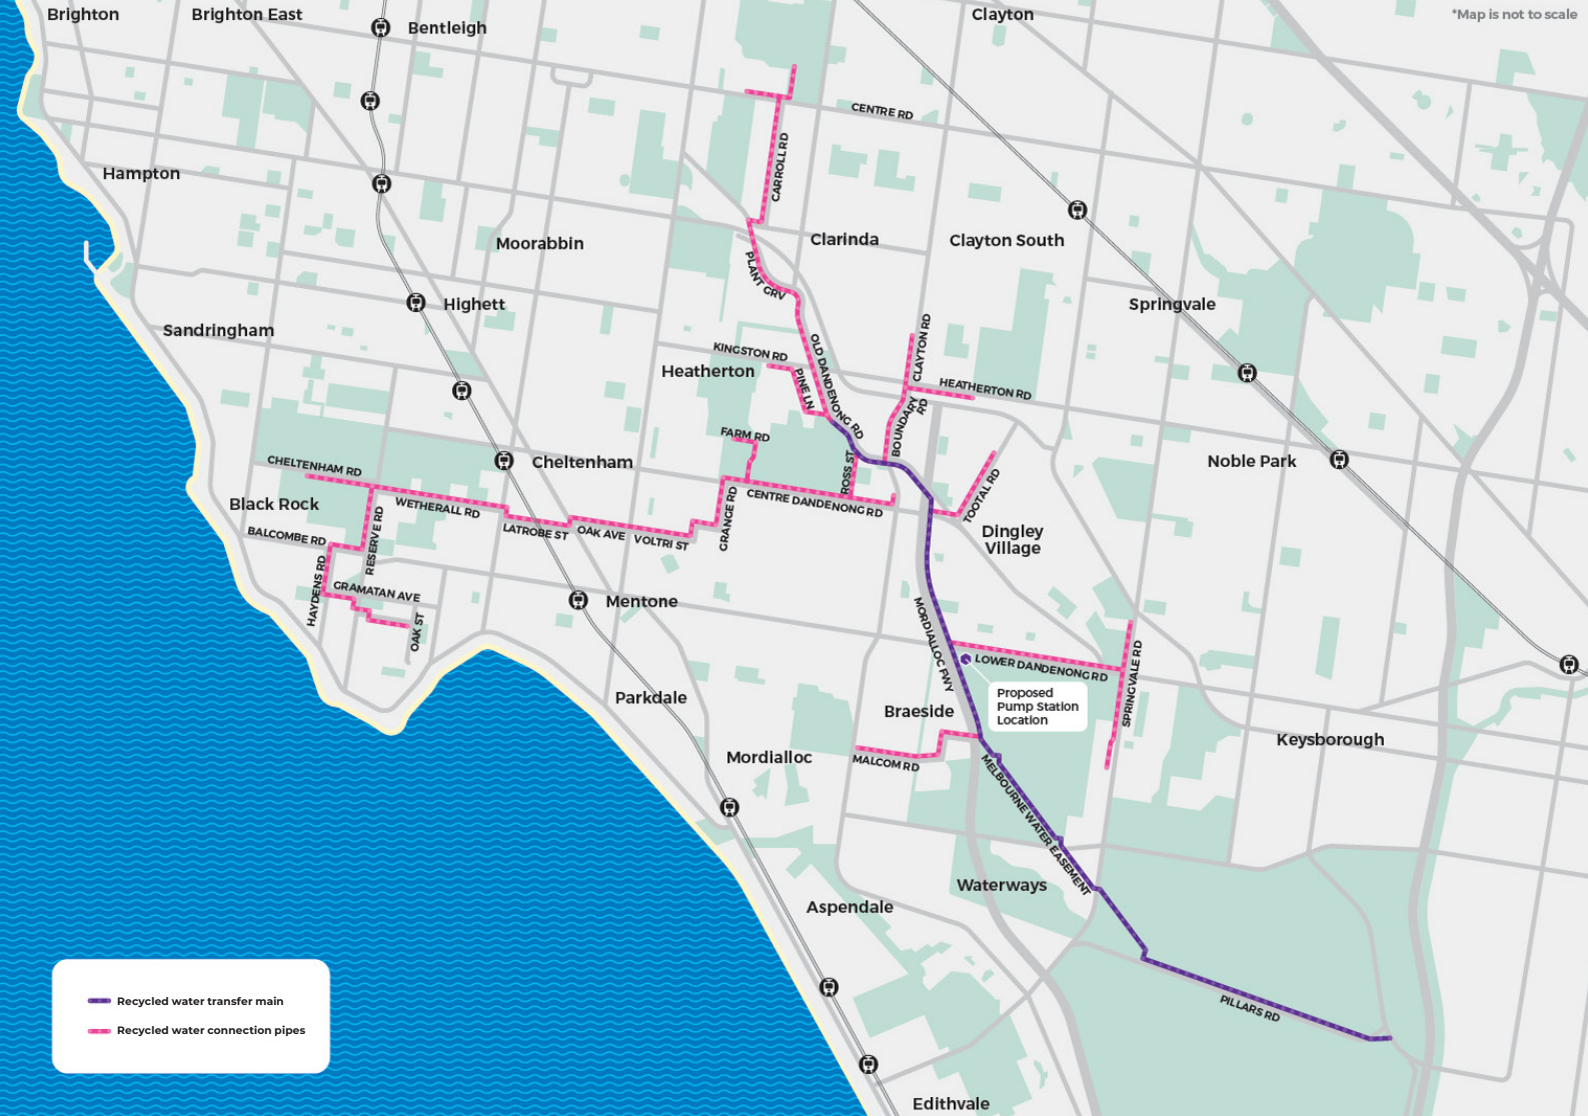 Brighton
Brighton East
Bentleigh
Clayton
*Map is not to scale
CENTRE RD
CARROLL RD
Hampton
Moorabbin
Clarinda
Clayton South
PLANT GRV
Highett
Springvale
Sandringham
KINGSTON RD
OLD DANDENONG RD
CLAYTON RD
Heatherton
PINE LN
HEATHERTON RD
BOUNDARY
RD
FARM RD
CHELTENHAM RD
Cheltenham
ROSS ST
Noble Park
Black Rock
WETHERALL RD
GRANGE RD
CENTRE DANDENONG RD
TOOTAL RD
BALCOMBE RD
RESERVE RD
LATROBE ST
OAK AVE
VOLTRI ST
Dingley
Village
HAYDENS RD
GRAMATAN AVE
OAK ST
Mentone
MORDIALLOC FWY
LOWER DANDENONG RD
SPRINGVALE RD
Proposed
Pump Station
Location
Parkdale
Braeside
Keysborough
Mordialloc
MALCOM RD
MELBOURNE WATER EASEMENT
Waterways
Aspendale
PILLARS RD
Recycled water transfer main
Recycled water connection pipes
Edithvale